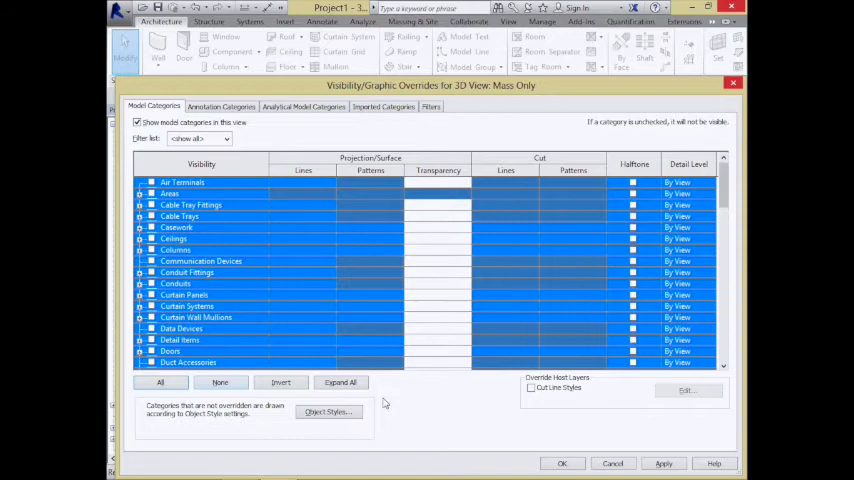 Project1 - 3...
Type a keyword or phrase
Sign In
Architecture Structure Systems Insert Annotate Analyze Massing & Site Collaborate View Manage Add-Ins Quantification Extensions
Modify
Wall
Door
Window
Component
Column
Roof
Ceiling
Floor
Curtain System
Curtain Grid
Mullion
Railing
Ramp
Stair
Model Text
Model Line
Model Group
Room
Room Separator
Tag Room
By Face
Shaft
Set
Visibility/Graphic Overrides for 3D View: Mass Only
Model Categories Annotation Categories Analytical Model Categories Imported Categories Filters
Show model categories in this view
If a category is unchecked, it will not be visible.
Filter list: <show all>
Visibility Projection/Surface Cut Halftone Detail Level
Lines Patterns Transparency Lines Patterns
Air Terminals By View
Areas By View
Cable Tray Fittings By View
Cable Trays By View
Casework By View
Ceilings By View
Columns By View
Communication Devices By View
Conduit Fittings By View
Conduits By View
Curtain Panels By View
Curtain Systems By View
Curtain Wall Mullions By View
Data Devices By View
Detail Items By View
Doors By View
Duct Accessories By View
All None Invert Expand All
Override Host Layers
Cut Line Styles Edit...
Categories that are not overridden are drawn
according to Object Style settings.
Object Styles...
OK Cancel Apply Help